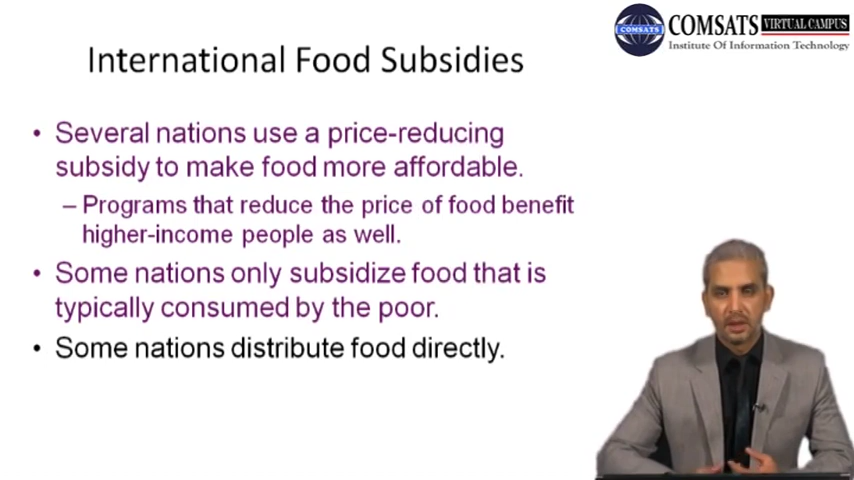 COMSATS VIRTUAL CAMPUS
Institute Of Information Technology
COMSATS
International Food Subsidies
• Several nations use a price-reducing
subsidy to make food more affordable.
– Programs that reduce the price of food benefit
higher-income people as well.
• Some nations only subsidize food that is
typically consumed by the poor.
• Some nations distribute food directly.